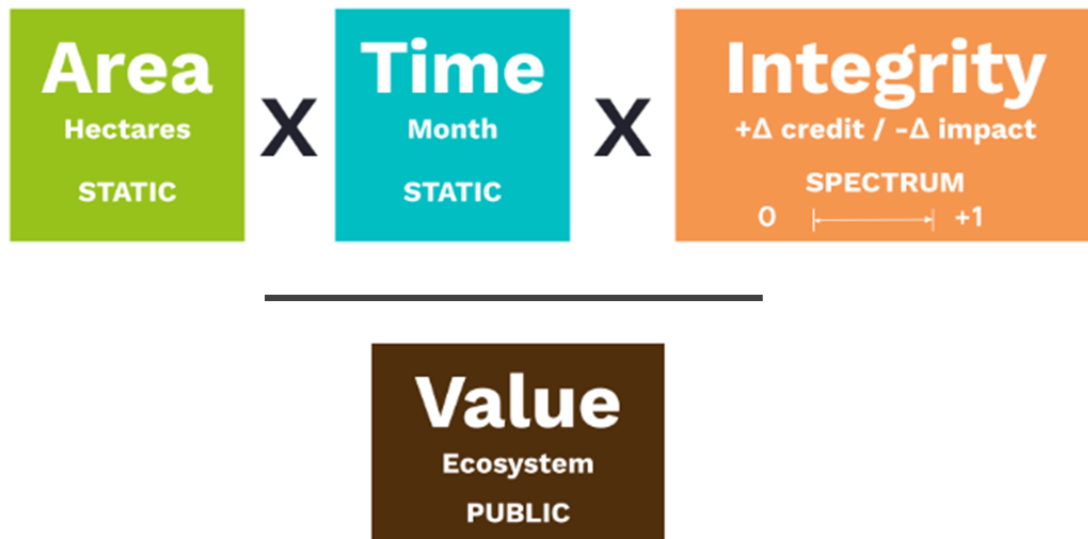 Area
Hectares
STATIC
X
Time
Month
STATIC
X
Integrity
+Δ credit / -Δ impact
SPECTRUM
0 +1
Value
Ecosystem
PUBLIC